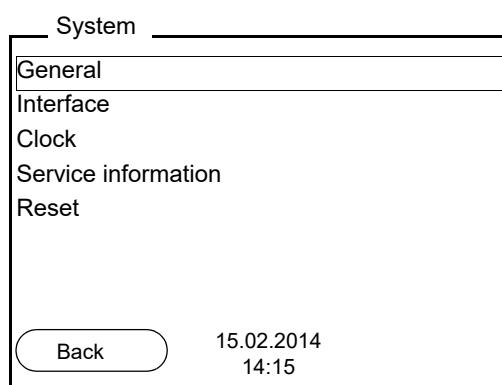 System
General
Interface
Clock
Service information
Reset
Back
15.02.2014
14:15